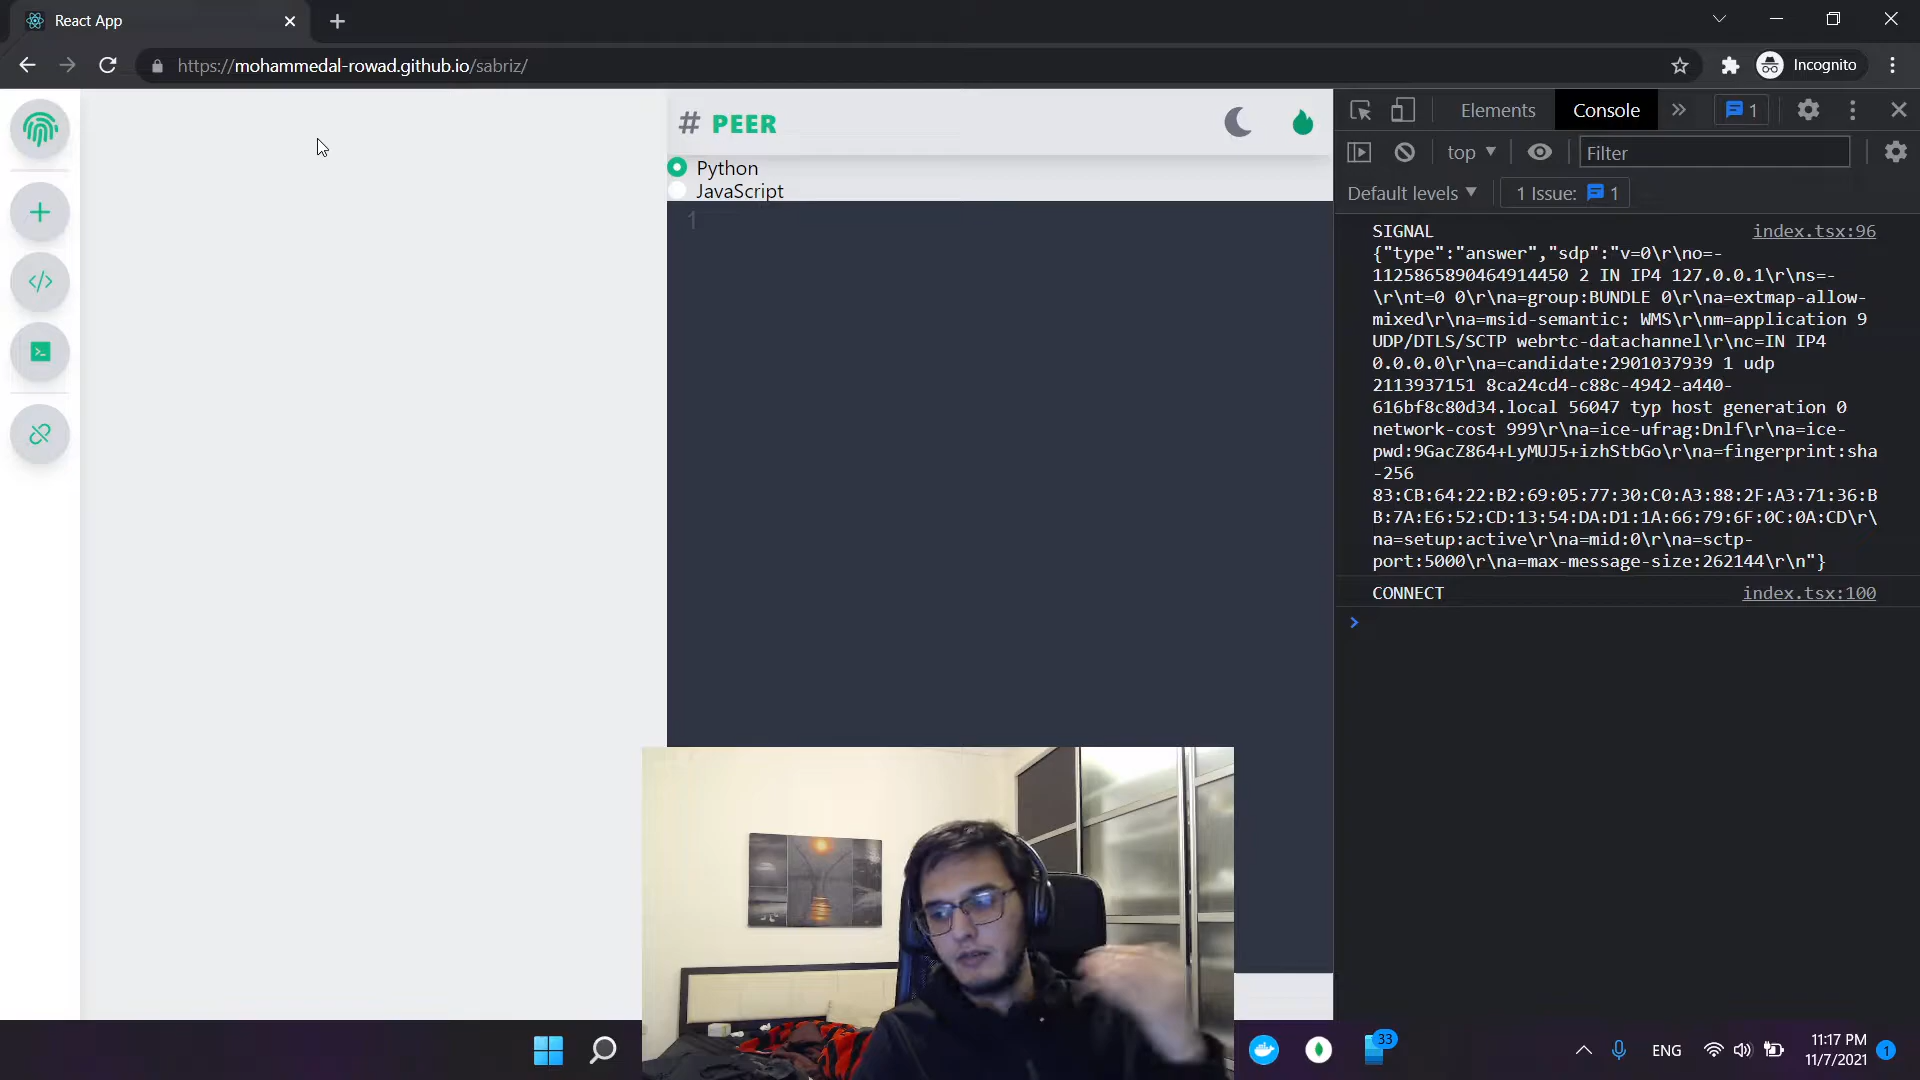 React App
https://mohammedal-rowad.github.io/sabriz/
Incognito
# PEER
Python
JavaScript
1
Elements
Console
1
top
Filter
Default levels
1 Issue: 1
SIGNAL
index.tsx:96
{"type":"answer","sdp":"v=0\r\no=-
1125865890464914450 2 IN IP4 127.0.0.1\r\ns=-
\r\nt=0 0\r\na=group:BUNDLE 0\r\na=extmap-allow-
mixed\r\na=msid-semantic: WMS\r\nm=application 9
UDP/DTLS/SCTP webrtc-datachannel\r\nc=IN IP4
0.0.0.0\r\na=candidate:2901037939 1 udp
2113937151 8ca24cd4-c88c-4942-a440-
616bf8c80d34.local 56047 typ host generation 0
network-cost 999\r\na=ice-ufrag:Dnlf\r\na=ice-
pwd:9GacZ864+LyMUJ5+izhStbGo\r\na=fingerprint:sha
-256
83:CB:64:22:B2:69:05:77:30:C0:A3:88:2F:A3:71:36:B
B:7A:E6:52:CD:13:54:DA:D1:1A:66:79:6F:0C:0A:CD\r\
na=setup:active\r\na=mid:0\r\na=sctp-
port:5000\r\na=max-message-size:262144\r\n"}
CONNECT
index.tsx:100
33
ENG
11:17 PM
11/7/2021
1